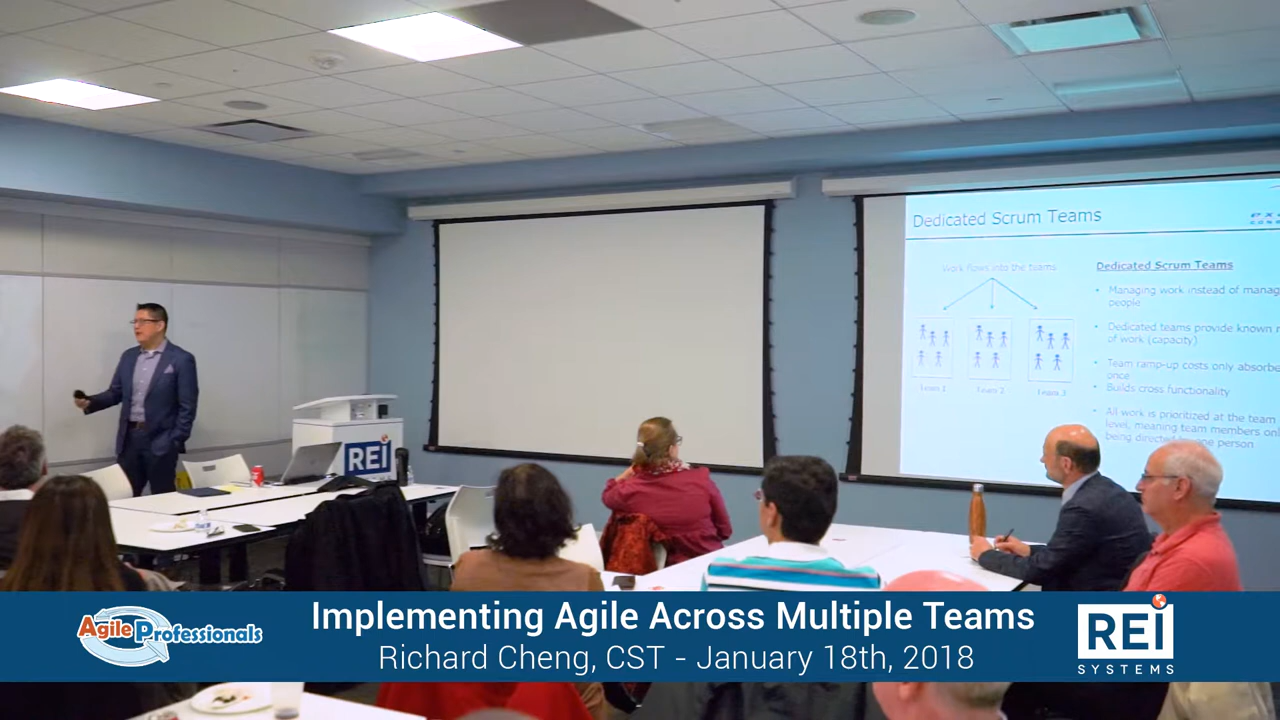 Dedicated Scrum Teams
Work flows into the teams
Team 1
Team 2
Team 3
Dedicated Scrum Teams
• Managing work instead of
people
• Dedicated teams provide known
of work (capacity)
• Team ramp-up costs only
once
• Builds cross functionality
• All work is prioritized at the team
level, meaning team members
being directed person
REI
Agile Professionals
Implementing Agile Across Multiple Teams
Richard Cheng, CST - January 18th, 2018
REI
SYSTEMS